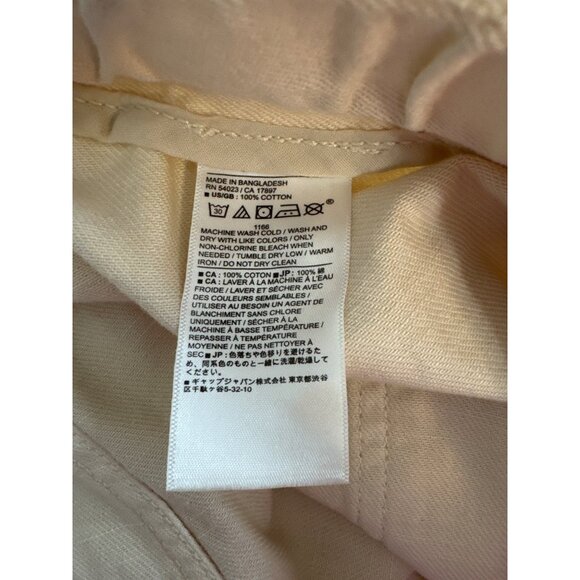 MADE IN BANGLADESH
RN 54023 / CA 17897
■ US/GB : 100% COTTON
30 ®
1166
MACHINE WASH COLD / WASH AND
DRY WITH LIKE COLORS / ONLY
NON-CHLORINE BLEACH WHEN
NEEDED / TUMBLE DRY LOW / WARM
IRON / DO NOT DRY CLEAN
■ CA : 100% COTON ■ JP : 100% 綿
■ CA : LAVER À LA MACHINE À L'EAU
FROIDE / LAVER ET SÉCHER AVEC
DES COULEURS SEMBLABLES /
UTILISER AU BESOIN UN AGENT DE
BLANCHIMENT SANS CHLORE
UNIQUEMENT / SÉCHER À LA
MACHINE À BASSE TEMPÉRATURE /
REPASSER À TEMPÉRATURE
MOYENNE / NE PAS NETTOYER À
SEC ■ JP : 色落ちや色移りを避けるた
め、同系色のものと一緒に洗濯/乾燥して
ください。
■ ギャップジャパン株式会社 東京都渋谷
区千駄ヶ谷5-32-10